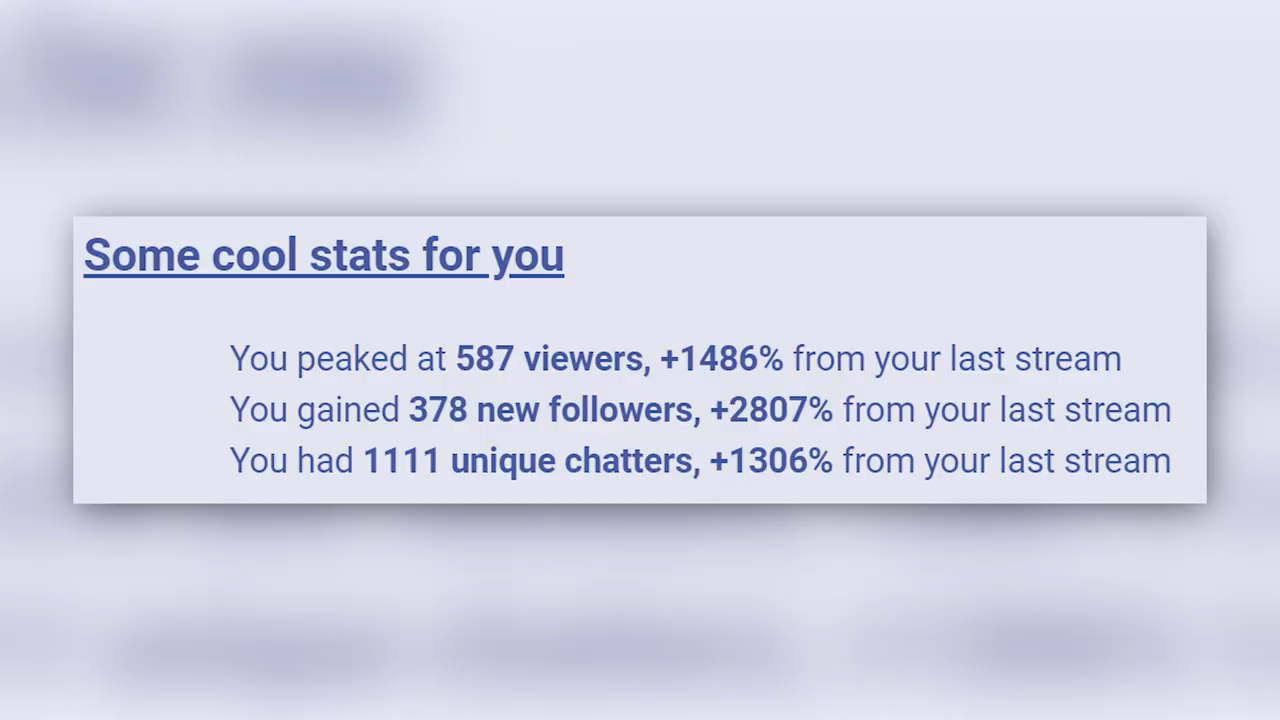 Some cool stats for you
You peaked at 587 viewers, +1486% from your last stream
You gained 378 new followers, +2807% from your last stream
You had 1111 unique chatters, +1306% from your last stream